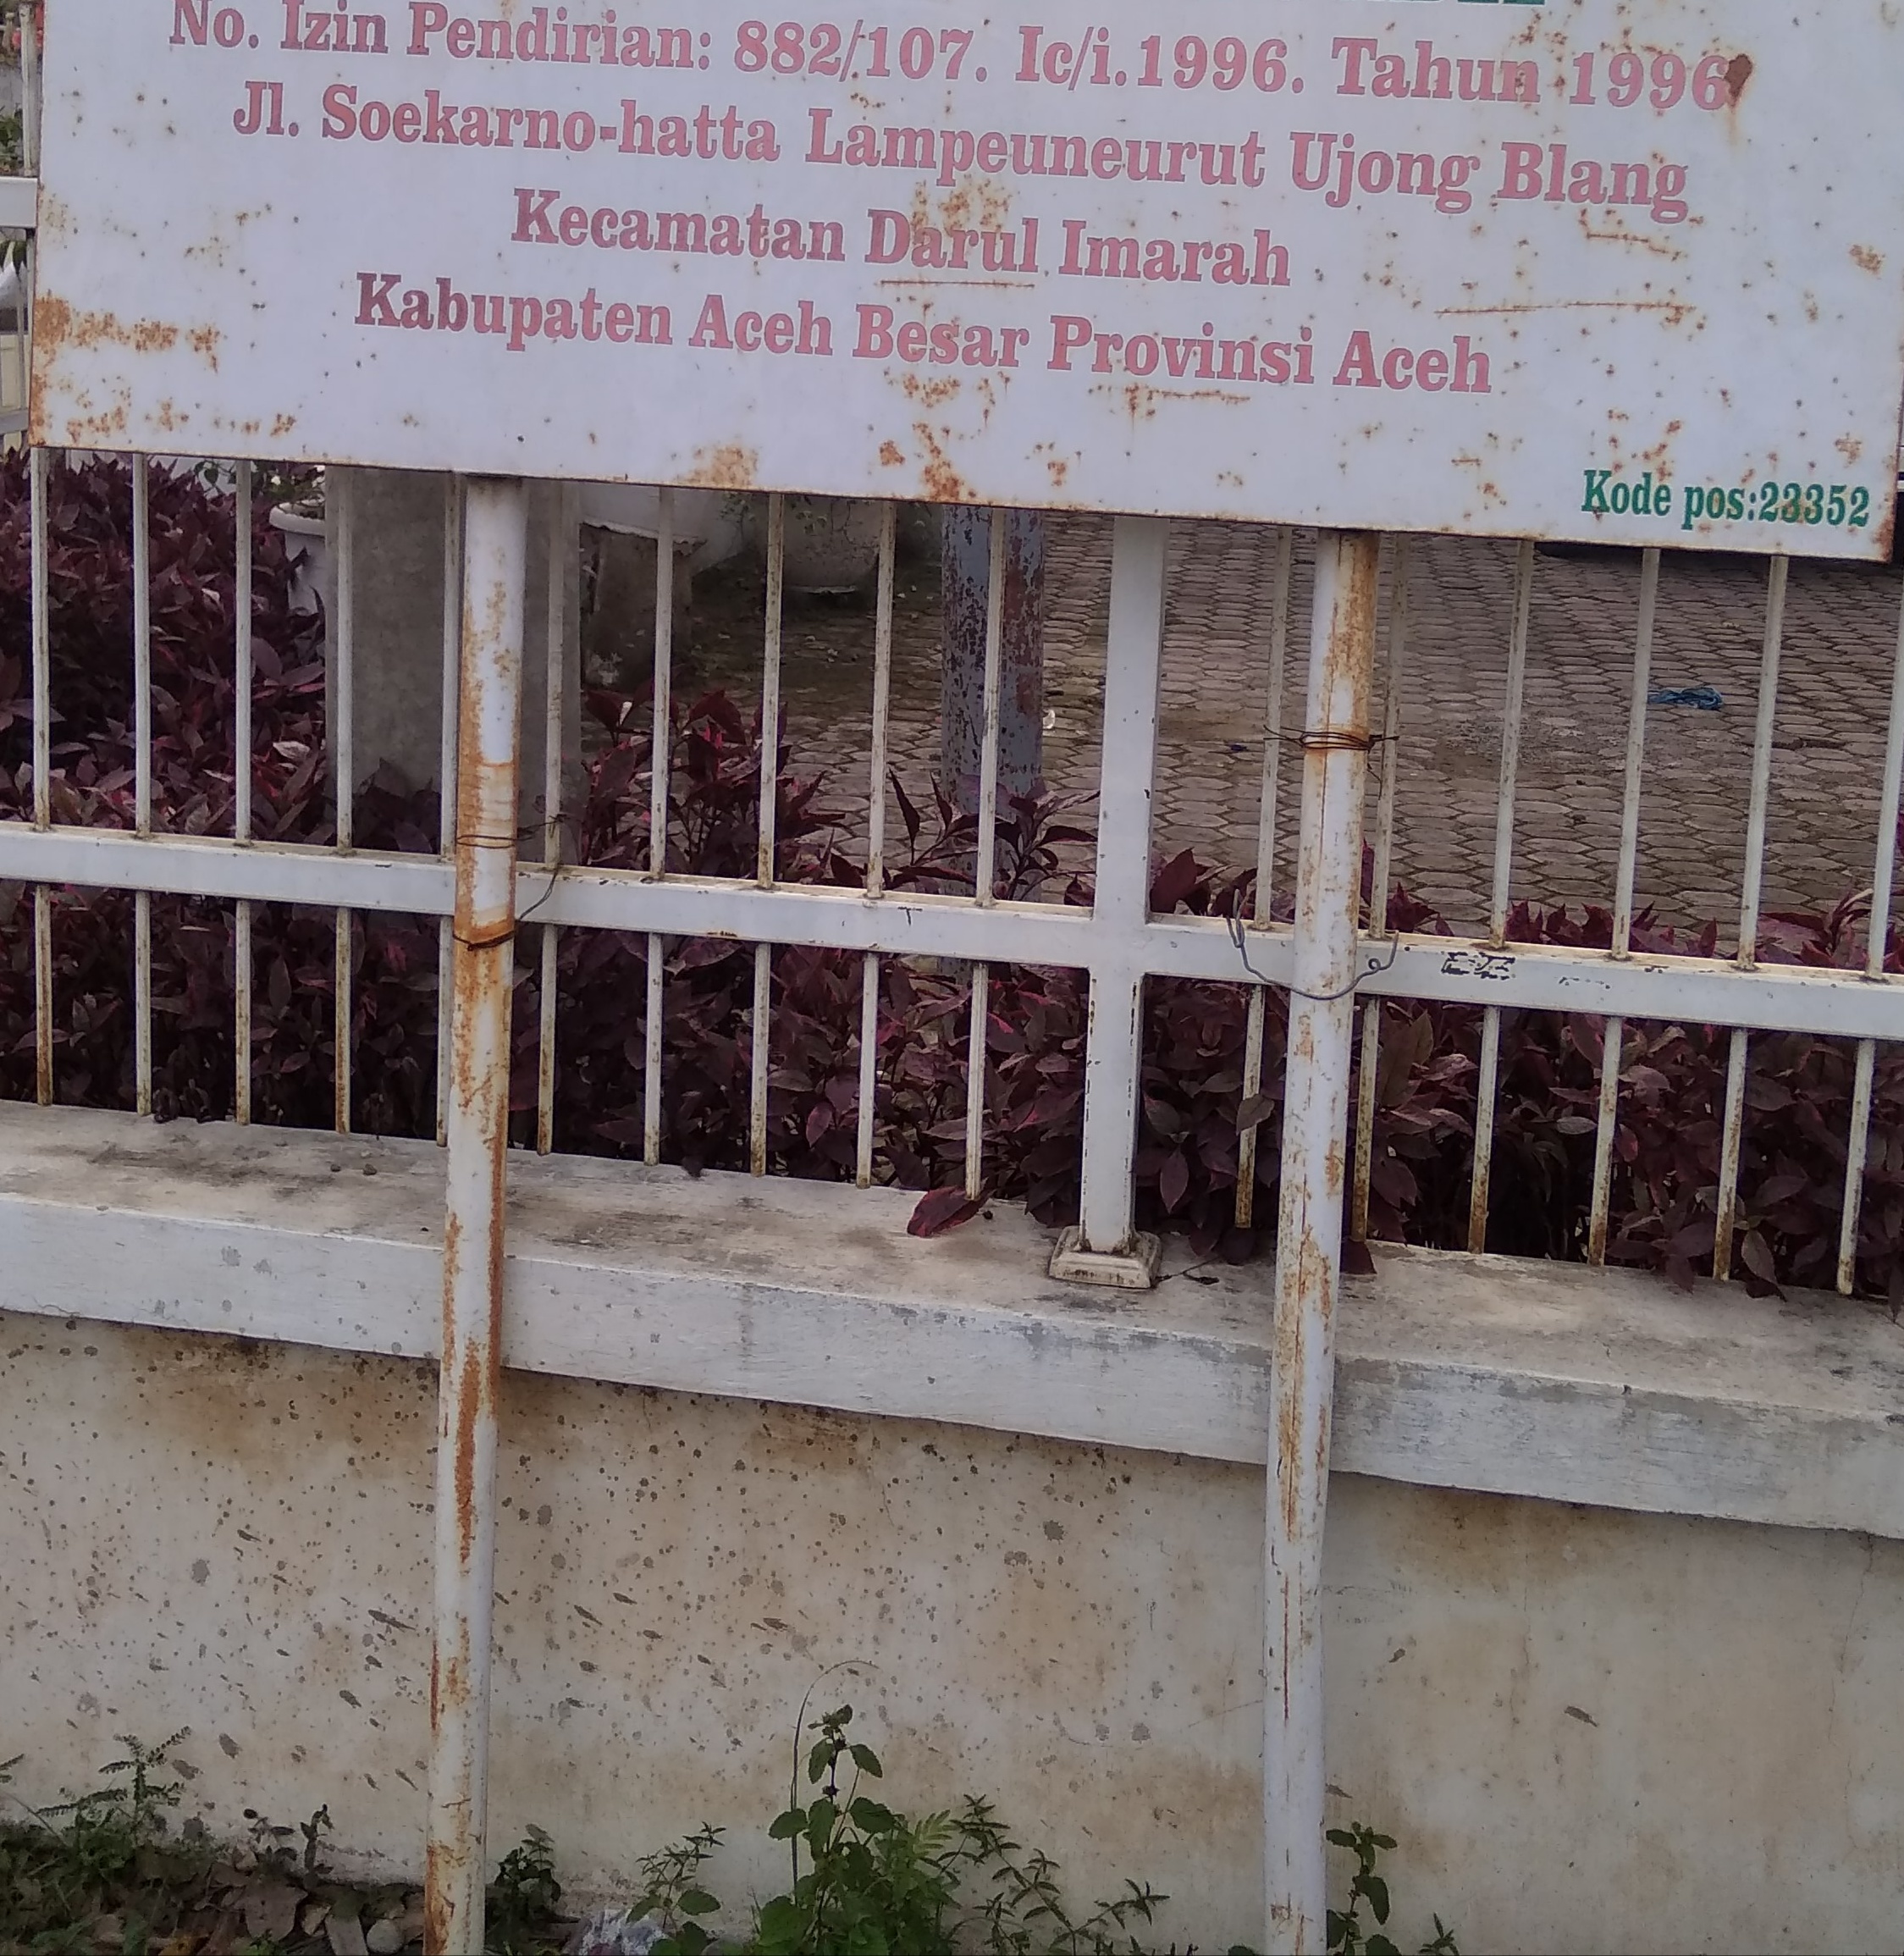 No. Izin Pendirian: 882/107. Ic/i.1996. Tahun 1996
Jl. Soekarno-hatta Lampeuneurut Ujong Blang
Kecamatan Darul Imarah
Kabupaten Aceh Besar Provinsi Aceh
Kode pos:23352